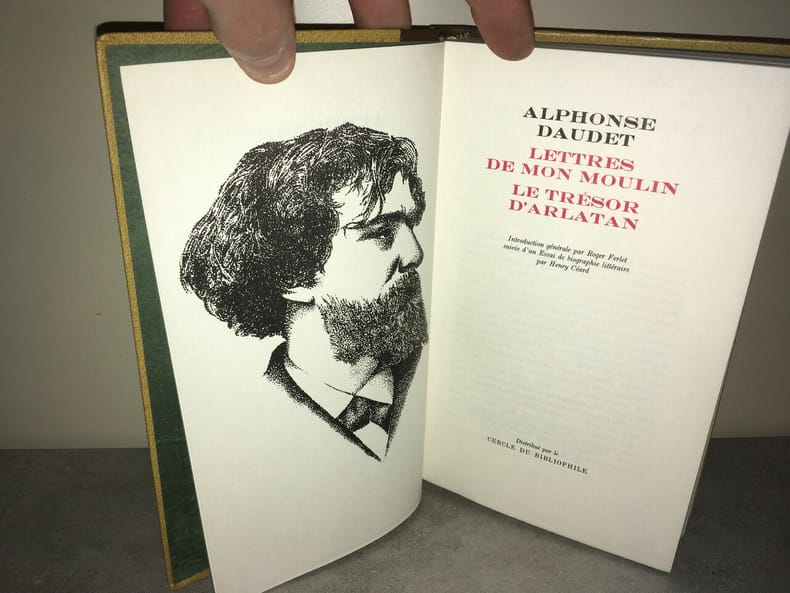 ALPHONSE
DAUDET
LETTRES
DE MON MOULIN
LE TRÉSOR
D'ARLATAN
Introduction générale par Roger Ferlet
suivie d'un Essai de biographie littéraire
par Henry Céard
Distribué par le
CERCLE DU BIBLIOPHILE